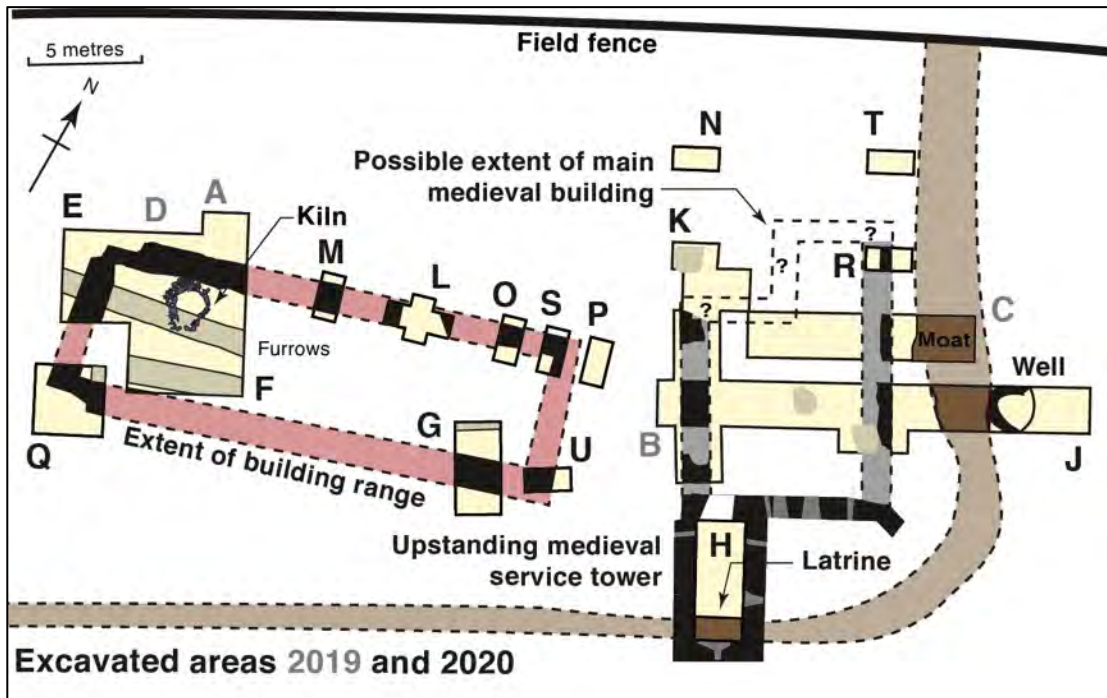 Field fence
5 metres
N
N
T
Possible extent of main
medieval building
E
D
A
Kiln
K
?
M
?
R
L
O
S
P
?
C
Moat
Furrows
Well
F
G
B
Q
U
J
Extent of building range
H
Upstanding medieval
service tower
Latrine
Excavated areas 2019 and 2020